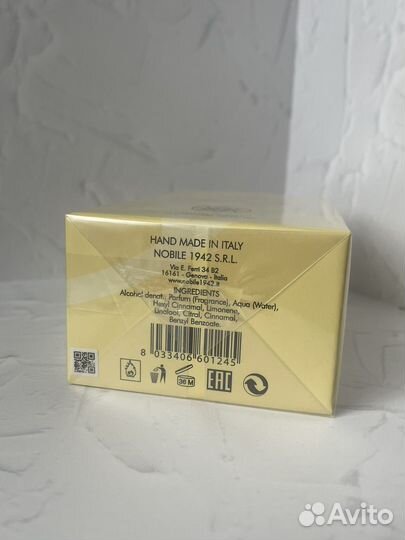 HAND MADE IN ITALY
NOBILE 1942 S.R.L.
Via E. Ferri 34 B2
16161 - Genova - Italia
www.nobile1942.it
INGREDIENTS
Alcohol denat., Parfum (Fragrance), Aqua (Water),
Hexyl Cinnamal, Limonene,
Linalool, Citral, Cinnamal,
Benzyl Benzoate.
8 033406 601245
36 M
EAC
Avito